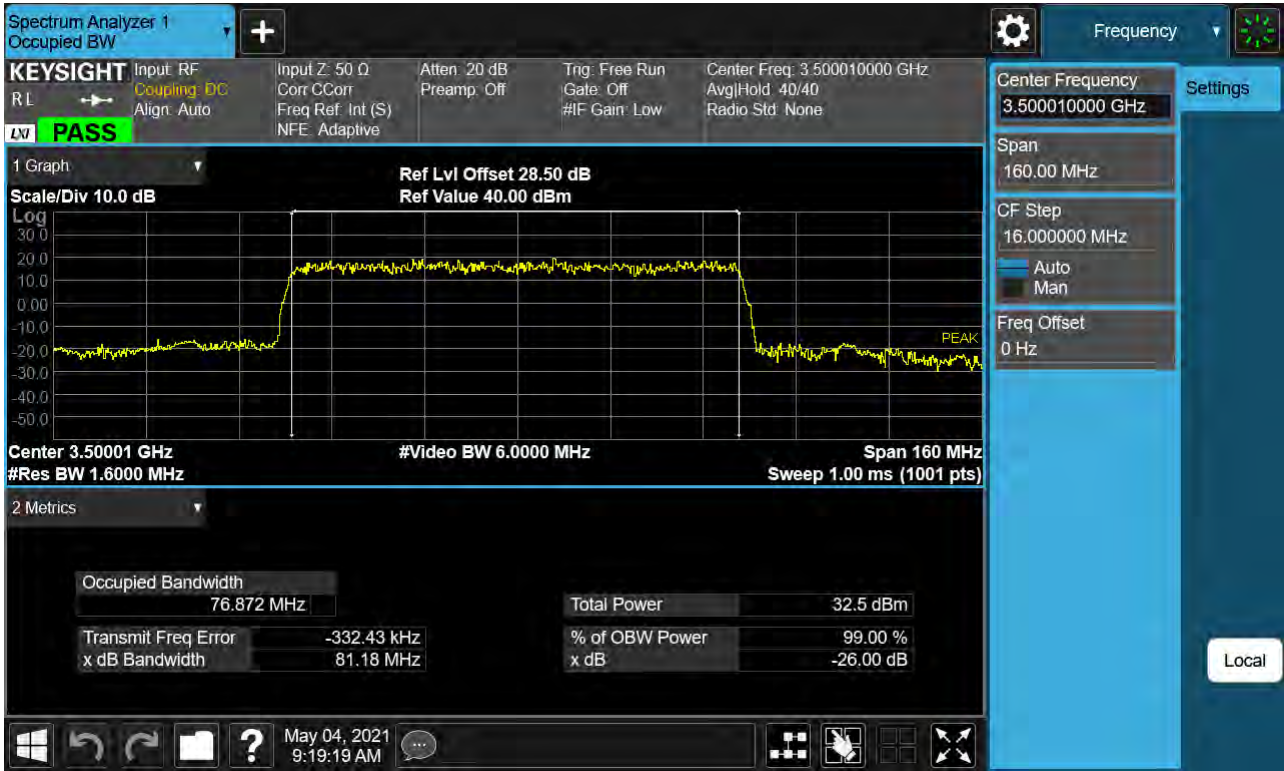 Spectrum Analyzer 1
Occupied BW
Frequency
KEYSIGHT
Input: RF
Coupling: DC
Align: Auto
Input Z: 50 Ω
Corr CCorr
Freq Ref: Int (S)
NFE: Adaptive
Atten: 20 dB
Preamp: Off
Trig: Free Run
Gate: Off
#IF Gain: Low
Center Freq: 3.500010000 GHz
Avg|Hold: 40/40
Radio Std: None
R L
LXI
PASS
Center Frequency
3.500010000 GHz
Settings
Span
160.00 MHz
CF Step
16.000000 MHz
Auto
Man
Freq Offset
0 Hz
Local
1 Graph
Scale/Div 10.0 dB
Ref Lvl Offset 28.50 dB
Ref Value 40.00 dBm
Log
30.0
20.0
10.0
0.00
-10.0
-20.0
-30.0
-40.0
-50.0
PEAK
Center 3.50001 GHz
#Video BW 6.0000 MHz
Span 160 MHz
#Res BW 1.6000 MHz
Sweep 1.00 ms (1001 pts)
2 Metrics
Occupied Bandwidth
76.872 MHz
Total Power 32.5 dBm
Transmit Freq Error -332.43 kHz
% of OBW Power 99.00 %
x dB Bandwidth 81.18 MHz
x dB -26.00 dB
?
May 04, 2021
9:19:19 AM